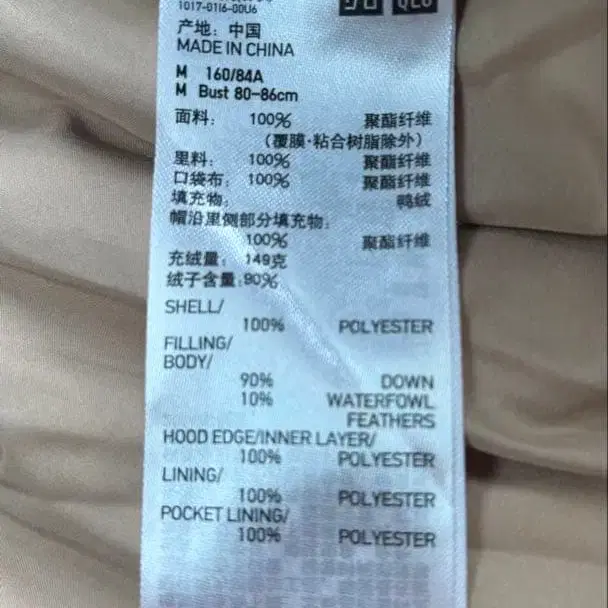 产地：中国
MADE IN CHINA
M 160/84A
M Bust 80-86cm
面料： 100% 聚酯纤维
（覆膜·粘合树脂除外）
里料： 100% 聚酯纤维
口袋布： 100% 聚酯纤维
填充物： 鸭绒
帽沿里侧部分填充物：
100% 聚酯纤维
充绒量： 149克
绒子含量：90%
SHELL/
100% POLYESTER
FILLING/
BODY/
90% DOWN
10% WATERFOWL
FEATHERS
HOOD EDGE/INNER LAYER/
100% POLYESTER
LINING/
100% POLYESTER
POCKET LINING/
100% POLYESTER